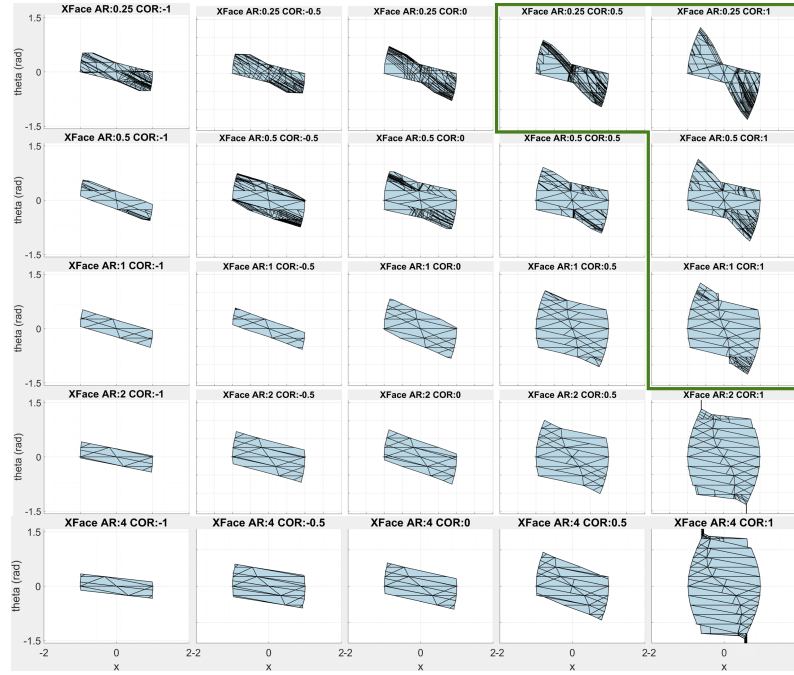 XFace AR:0.25 COR:-1 XFace AR:0.25 COR:-0.5 XFace AR:0.25 COR:0 XFace AR:0.25 COR:0.5 XFace AR:0.25 COR:1
1.5
theta (rad)
0
-1.5
XFace AR:0.5 COR:-1 XFace AR:0.5 COR:-0.5 XFace AR:0.5 COR:0 XFace AR:0.5 COR:0.5 XFace AR:0.5 COR:1
1.5
theta (rad)
0
-1.5
XFace AR:1 COR:-1 XFace AR:1 COR:-0.5 XFace AR:1 COR:0 XFace AR:1 COR:0.5 XFace AR:1 COR:1
1.5
theta (rad)
0
-1.5
XFace AR:2 COR:-1 XFace AR:2 COR:-0.5 XFace AR:2 COR:0 XFace AR:2 COR:0.5 XFace AR:2 COR:1
1.5
theta (rad)
0
-1.5
XFace AR:4 COR:-1 XFace AR:4 COR:-0.5 XFace AR:4 COR:0 XFace AR:4 COR:0.5 XFace AR:4 COR:1
1.5
theta (rad)
0
-1.5
-2 0 2 -2 0 2 -2 0 2 -2 0 2 -2 0
x x x x x